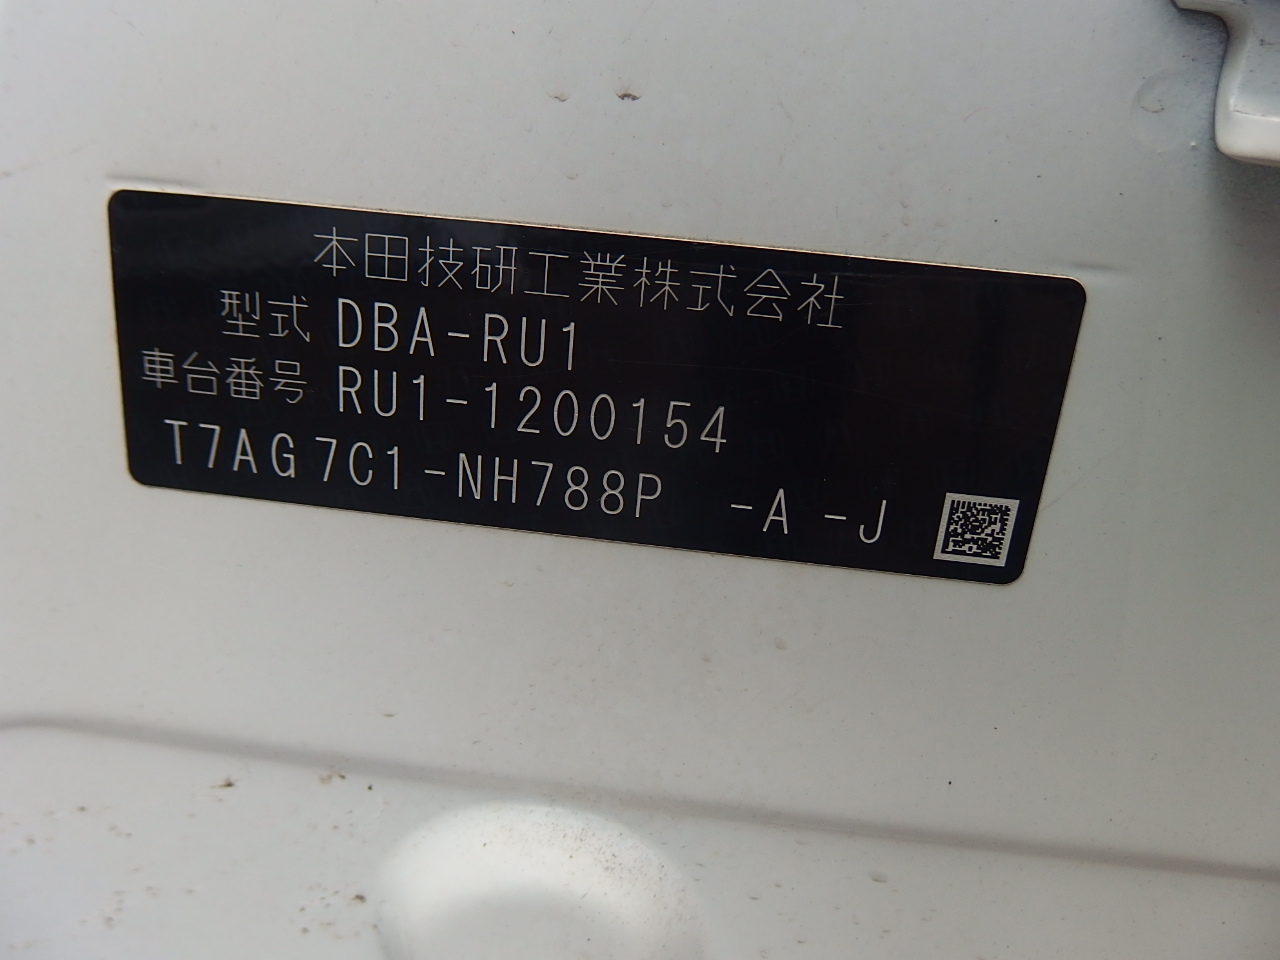 本田技研工業株式会社
型式 DBA-RU1
車台番号 RU1-1200154
T7AG7C1-NH788P -A -J